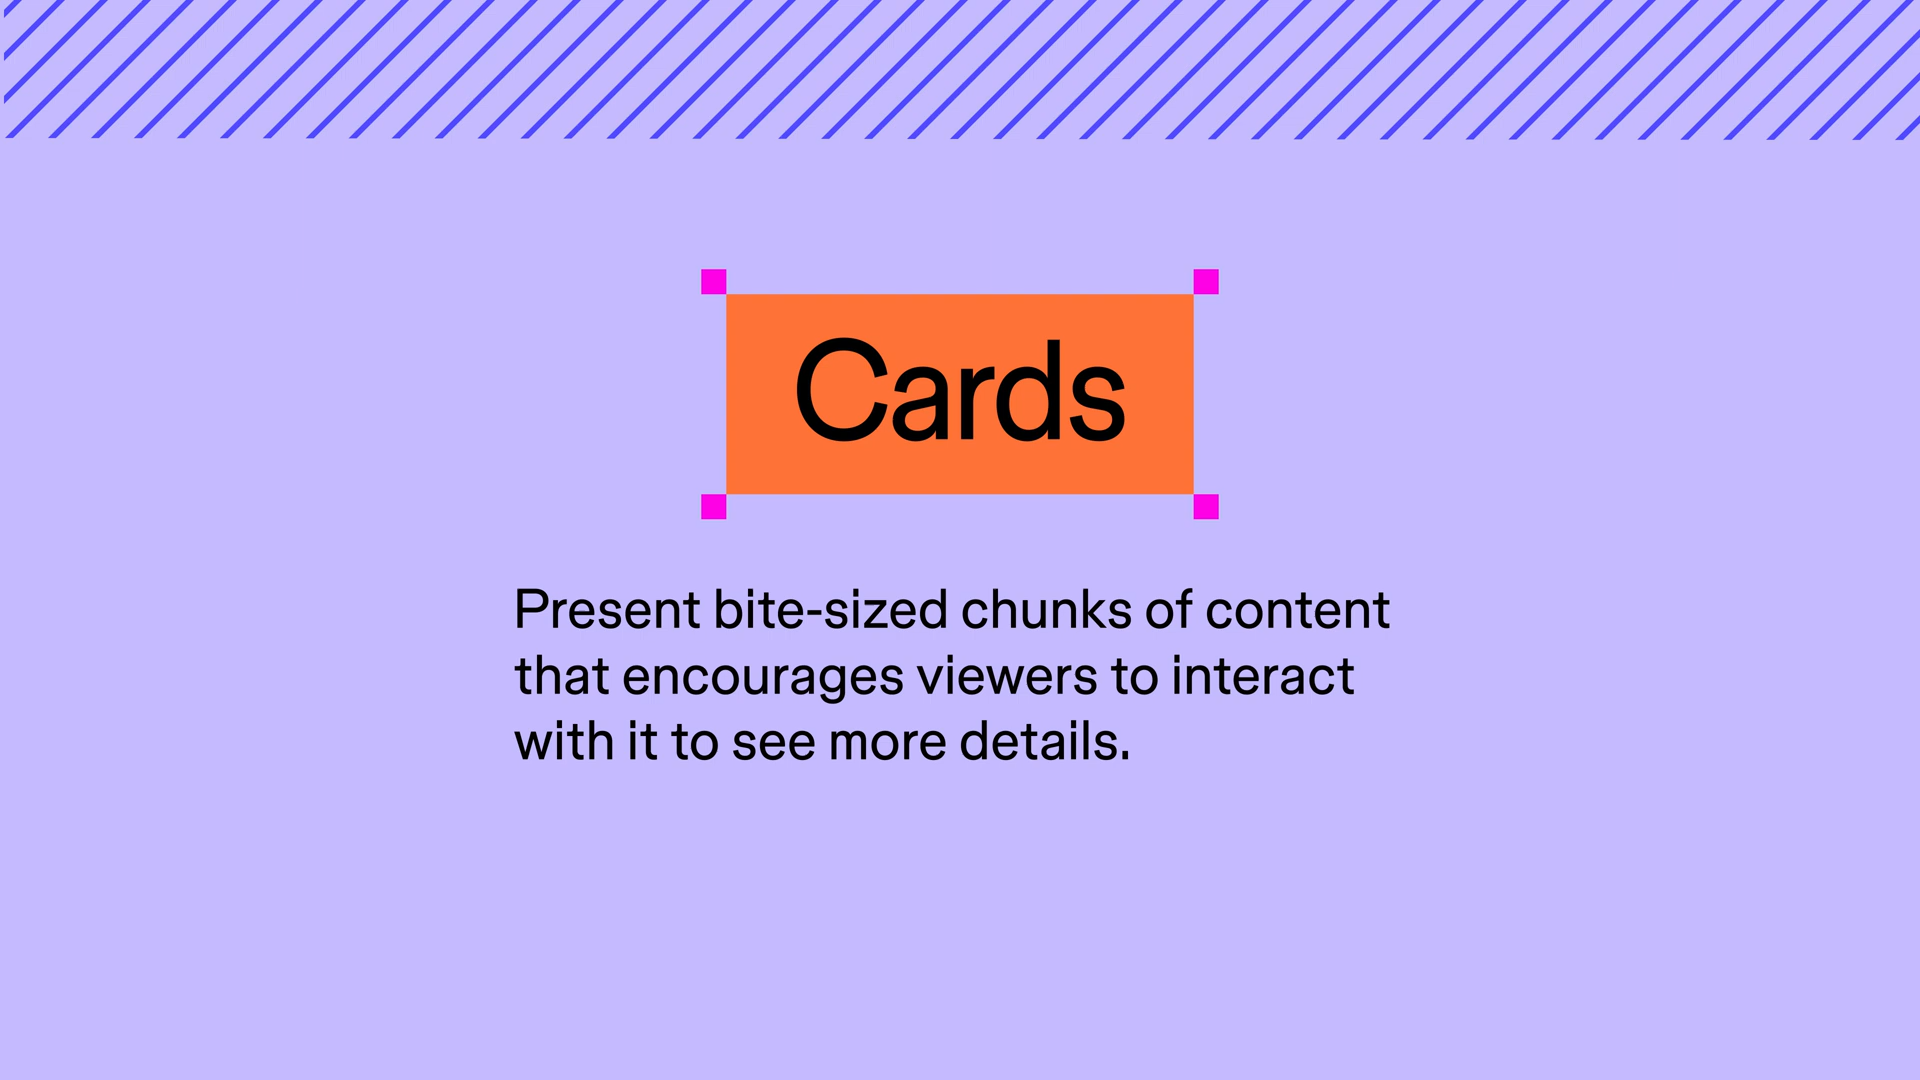 Cards
Present bite-sized chunks of content
that encourages viewers to interact
with it to see more details.